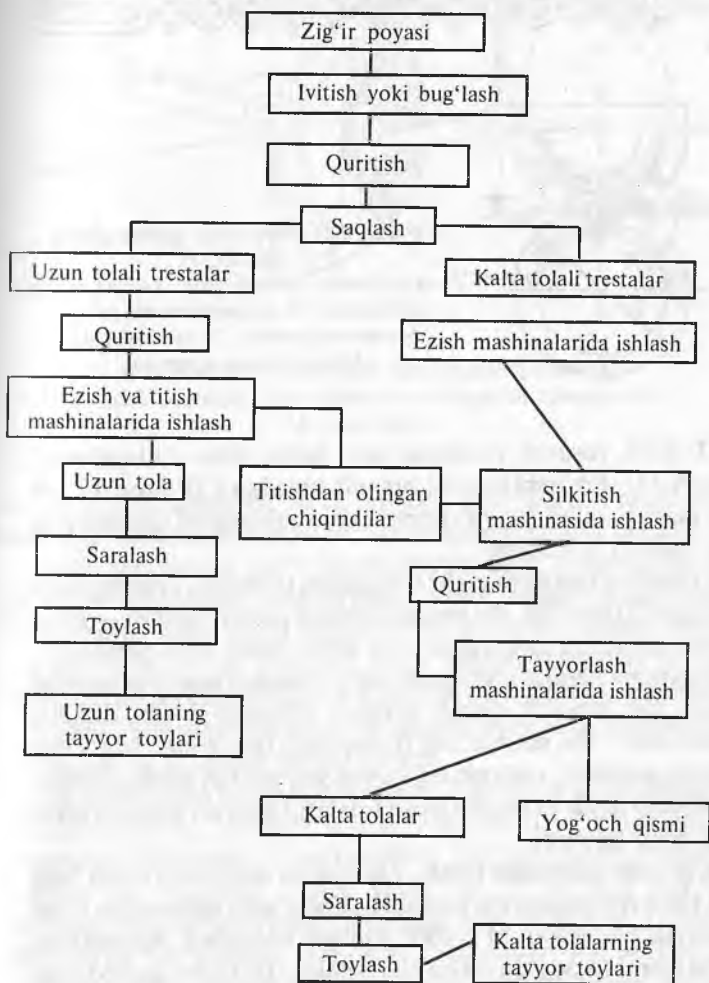 Zig‘ir poyasi
Ivitish yoki bug‘lash
Quritish
Saqlash
Uzun tolali trestalar
Kalta tolali trestalar
Quritish
Ezish mashinalarida ishlash
Ezish va titish
mashinalarida ishlash
Uzun tola
Titishdan olingan
chiqindilar
Silkitish
mashinasida ishlash
Saralash
Quritish
Toylash
Tayyorlash
mashinalarida ishlash
Uzun tolaning
tayyor toylari
Kalta tolalar
Yog‘och qismi
Saralash
Toylash
Kalta tolalarning
tayyor toylari